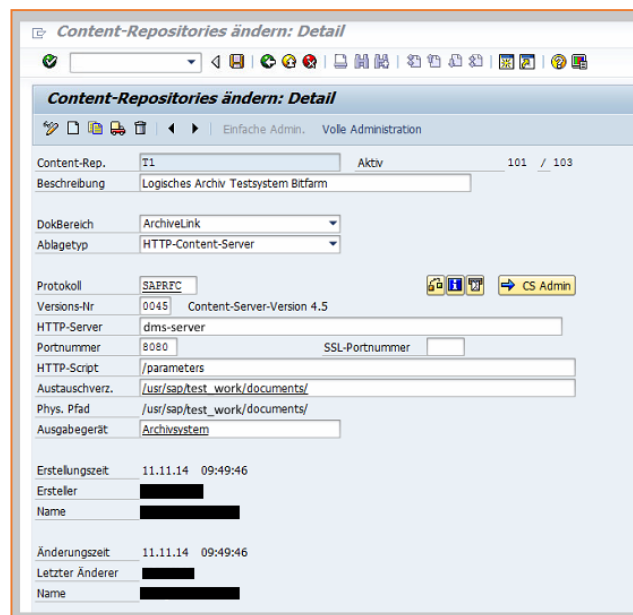 Content-Repositories ändern: Detail
Content-Repositories ändern: Detail
Einfache Admin. Volle Administration
Content-Rep. T1 Aktiv 101 / 103
Beschreibung Logisches Archiv Testsystem Bitfarm
DokBereich ArchiveLink
Ablagetyp HTTP-Content-Server
Protokoll SAPRFC CS Admin
Versions-Nr 0045 Content-Server-Version 4.5
HTTP-Server dms-server
Portnummer 8080 SSL-Portnummer
HTTP-Script /parameters
Austauschverz. /usr/sap/test_work/documents/
Phys. Pfad /usr/sap/test_work/documents/
Ausgabegerät Archivsystem
Erstellungszeit 11.11.14 09:49:46
Ersteller
Name
Änderungszeit 11.11.14 09:49:46
Letzter Änderer
Name